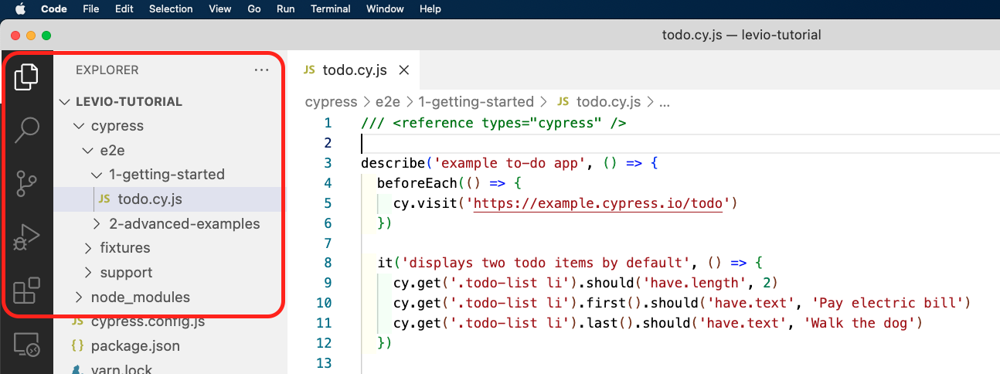 Code File Edit Selection View Go Run Terminal Window Help
todo.cy.js — levio-tutorial
EXPLORER ...
LEVIO-TUTORIAL
cypress
e2e
1-getting-started
JS todo.cy.js
2-advanced-examples
fixtures
support
node_modules
JS cypress.config.js
{} package.json
yarn.lock
JS todo.cy.js
cypress > e2e > 1-getting-started > JS todo.cy.js > ...
1 /// <reference types="cypress" />
2
3 describe('example to-do app', () => {
4 beforeEach(() => {
5 cy.visit('https://example.cypress.io/todo')
6 })
7
8 it('displays two todo items by default', () => {
9 cy.get('.todo-list li').should('have.length', 2)
10 cy.get('.todo-list li').first().should('have.text', 'Pay electric bill')
11 cy.get('.todo-list li').last().should('have.text', 'Walk the dog')
12 })
13